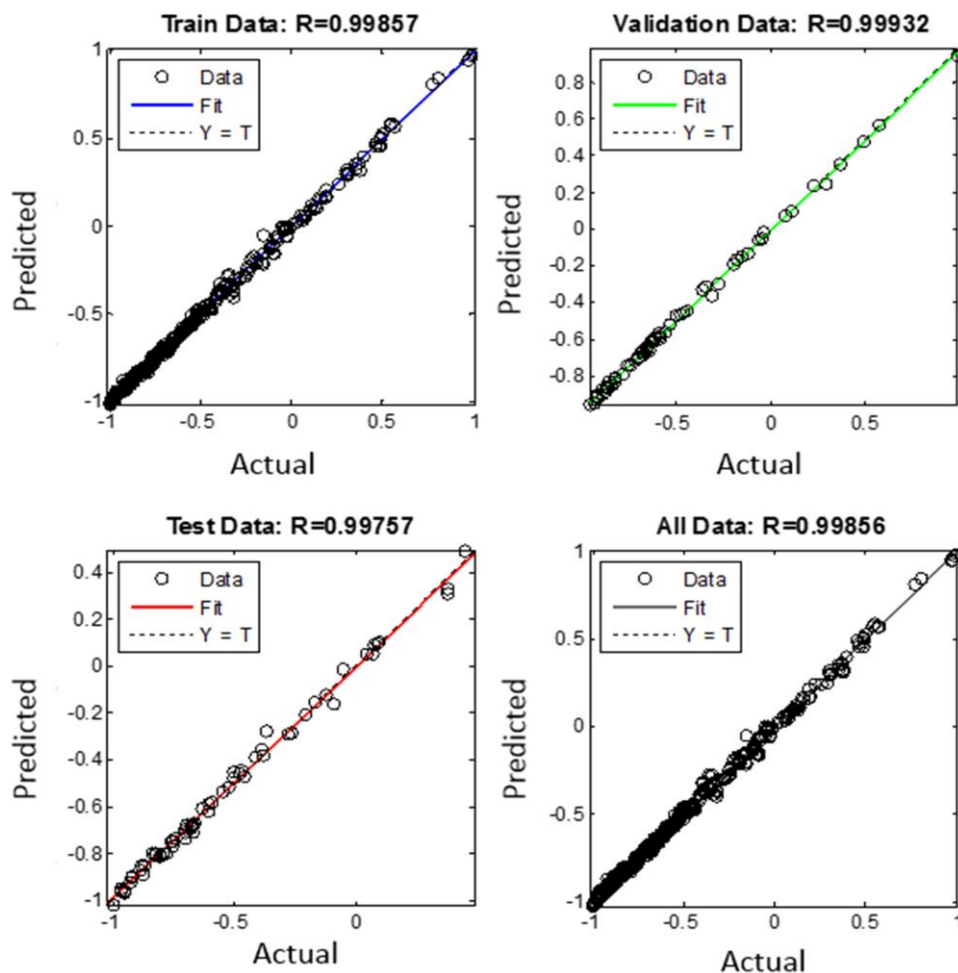 Train Data: R=0.99857
1
0.5
0
-0.5
-1
Predicted
Data
Fit
Y = T
-1
-0.5
0
0.5
1
Actual
Validation Data: R=0.99932
0.8
0.6
0.4
0.2
0
-0.2
-0.4
-0.6
-0.8
Predicted
Data
Fit
Y = T
-0.5
0
0.5
Actual
Test Data: R=0.99757
0.4
0.2
0
-0.2
-0.4
-0.6
-0.8
-1
Predicted
Data
Fit
Y = T
-1
-0.5
0
Actual
All Data: R=0.99856
1
0.5
0
-0.5
-1
Predicted
Data
Fit
Y = T
-1
-0.5
0
0.5
1
Actual